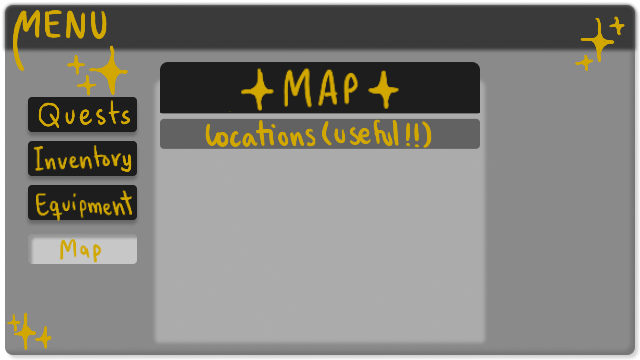 MENU
MAP
Locations (useful!!)
Quests
Inventory
Equipment
Map